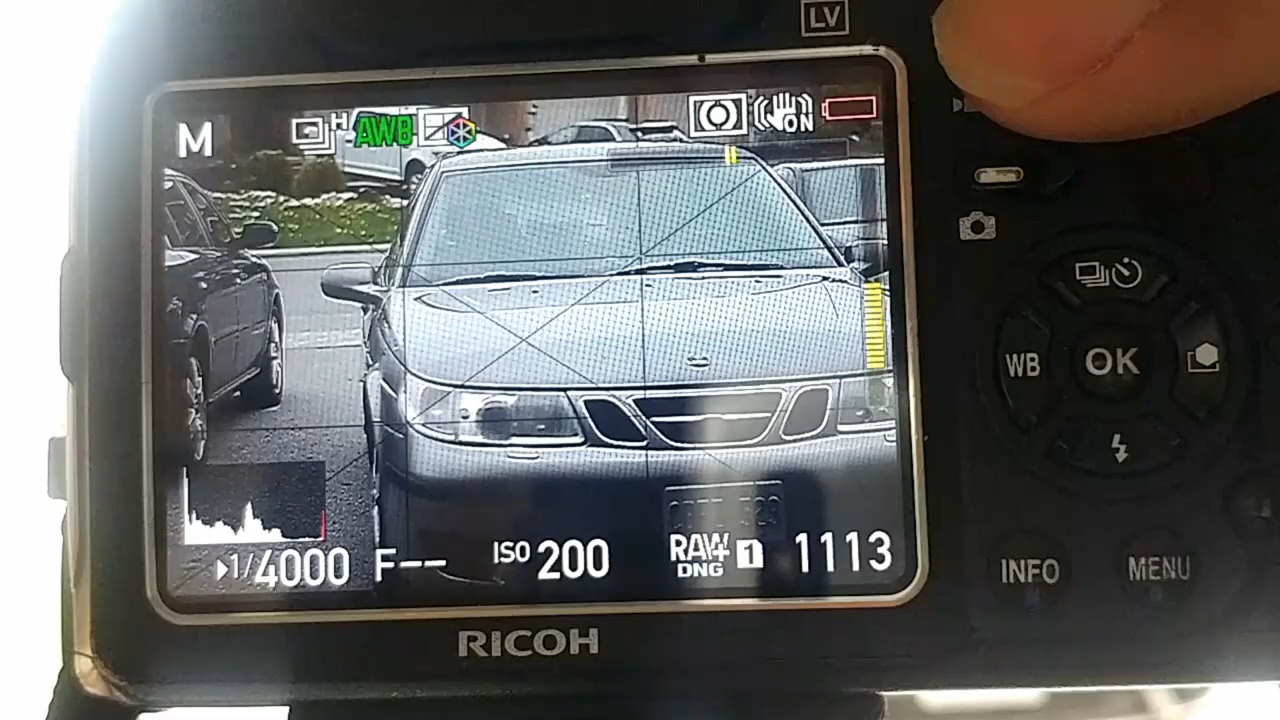 LV
M H AWB ON
1/4000 F-- ISO 200 RAW+ DNG 1 1113
WB OK
INFO MENU
RICOH